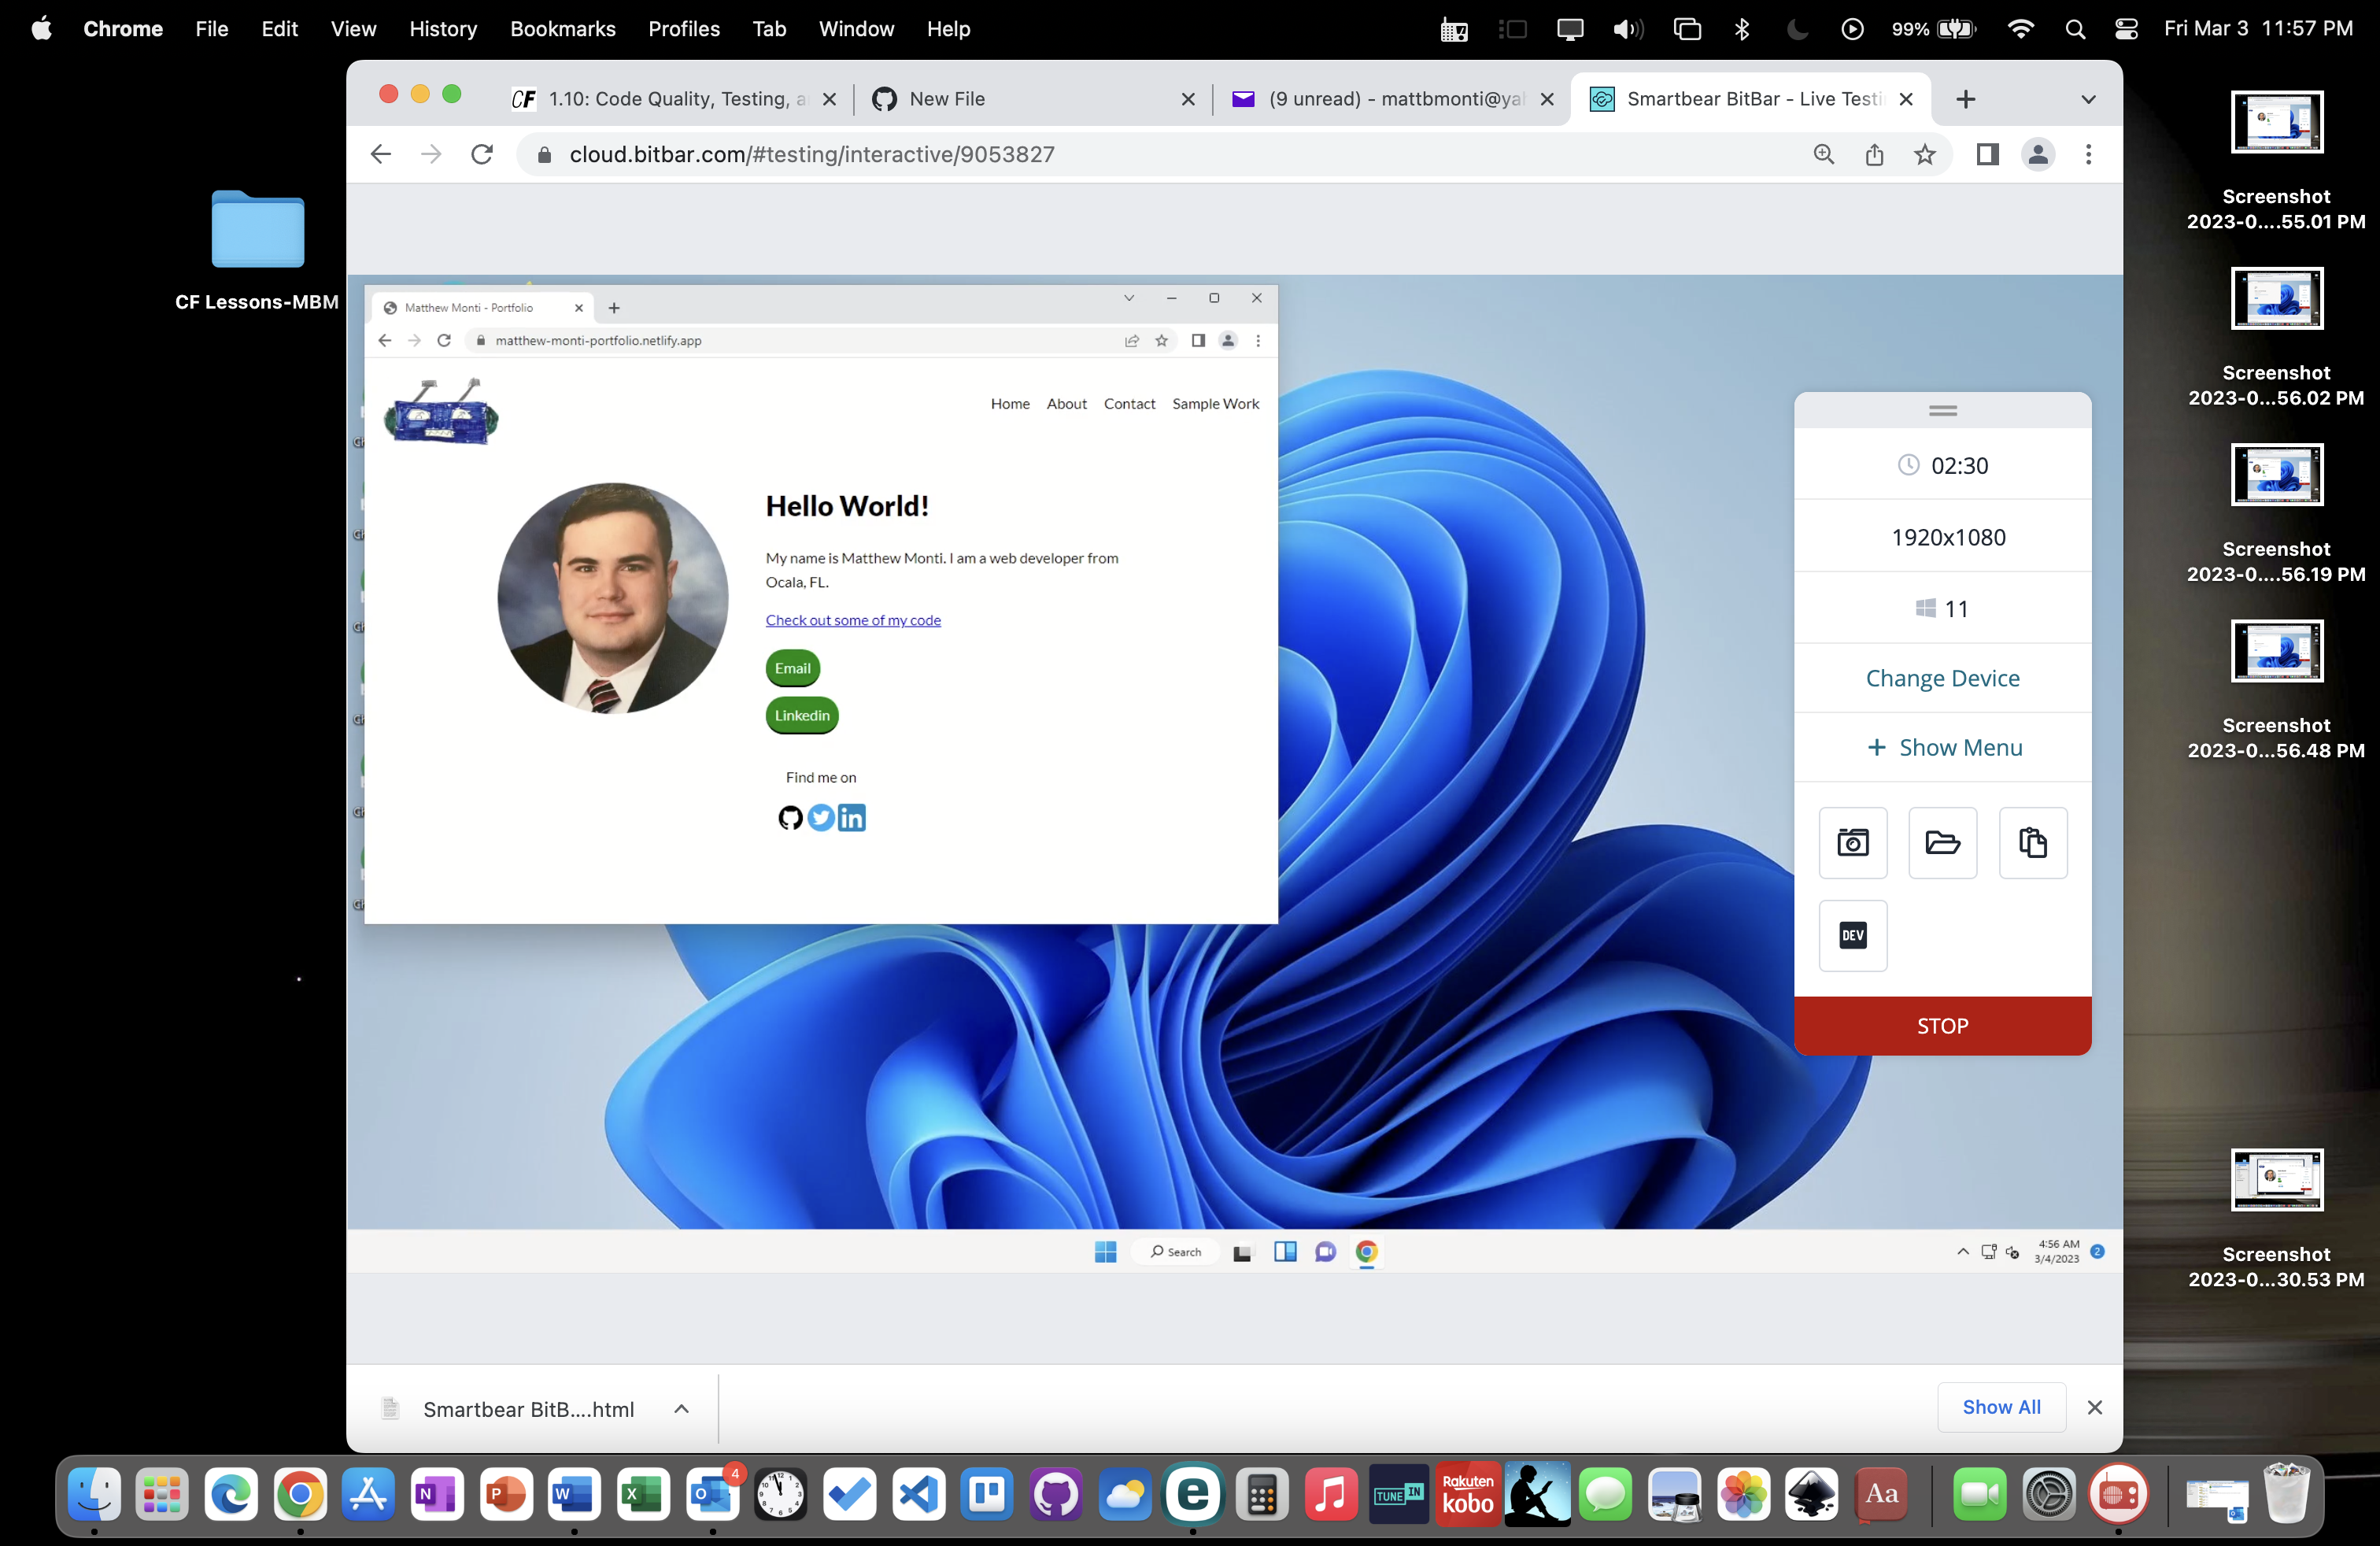 Chrome File Edit View History Bookmarks Profiles Tab Window Help
99% Fri Mar 3 11:57 PM
CF 1.10: Code Quality, Testing, a
New File
(9 unread) - mattbmonti@ya
Smartbear BitBar - Live Testi
cloud.bitbar.com/#testing/interactive/9053827
CF Lessons-MBM
Matthew Monti - Portfolio
matthew-monti-portfolio.netlify.app
Home About Contact Sample Work
Hello World!
My name is Matthew Monti. I am a web developer from
Ocala, FL.
Check out some of my code
Email
Linkedin
Find me on
in
02:30
1920x1080
11
Change Device
+ Show Menu
DEV
STOP
Search
4:56 AM
3/4/2023
2
Smartbear BitB....html
Show All
Screenshot
2023-0....55.01 PM
Screenshot
2023-0...56.02 PM
Screenshot
2023-0....56.19 PM
Screenshot
2023-0...56.48 PM
Screenshot
2023-0...30.53 PM
N P W X O 4 e TUNE IN Rakuten kobo Aa